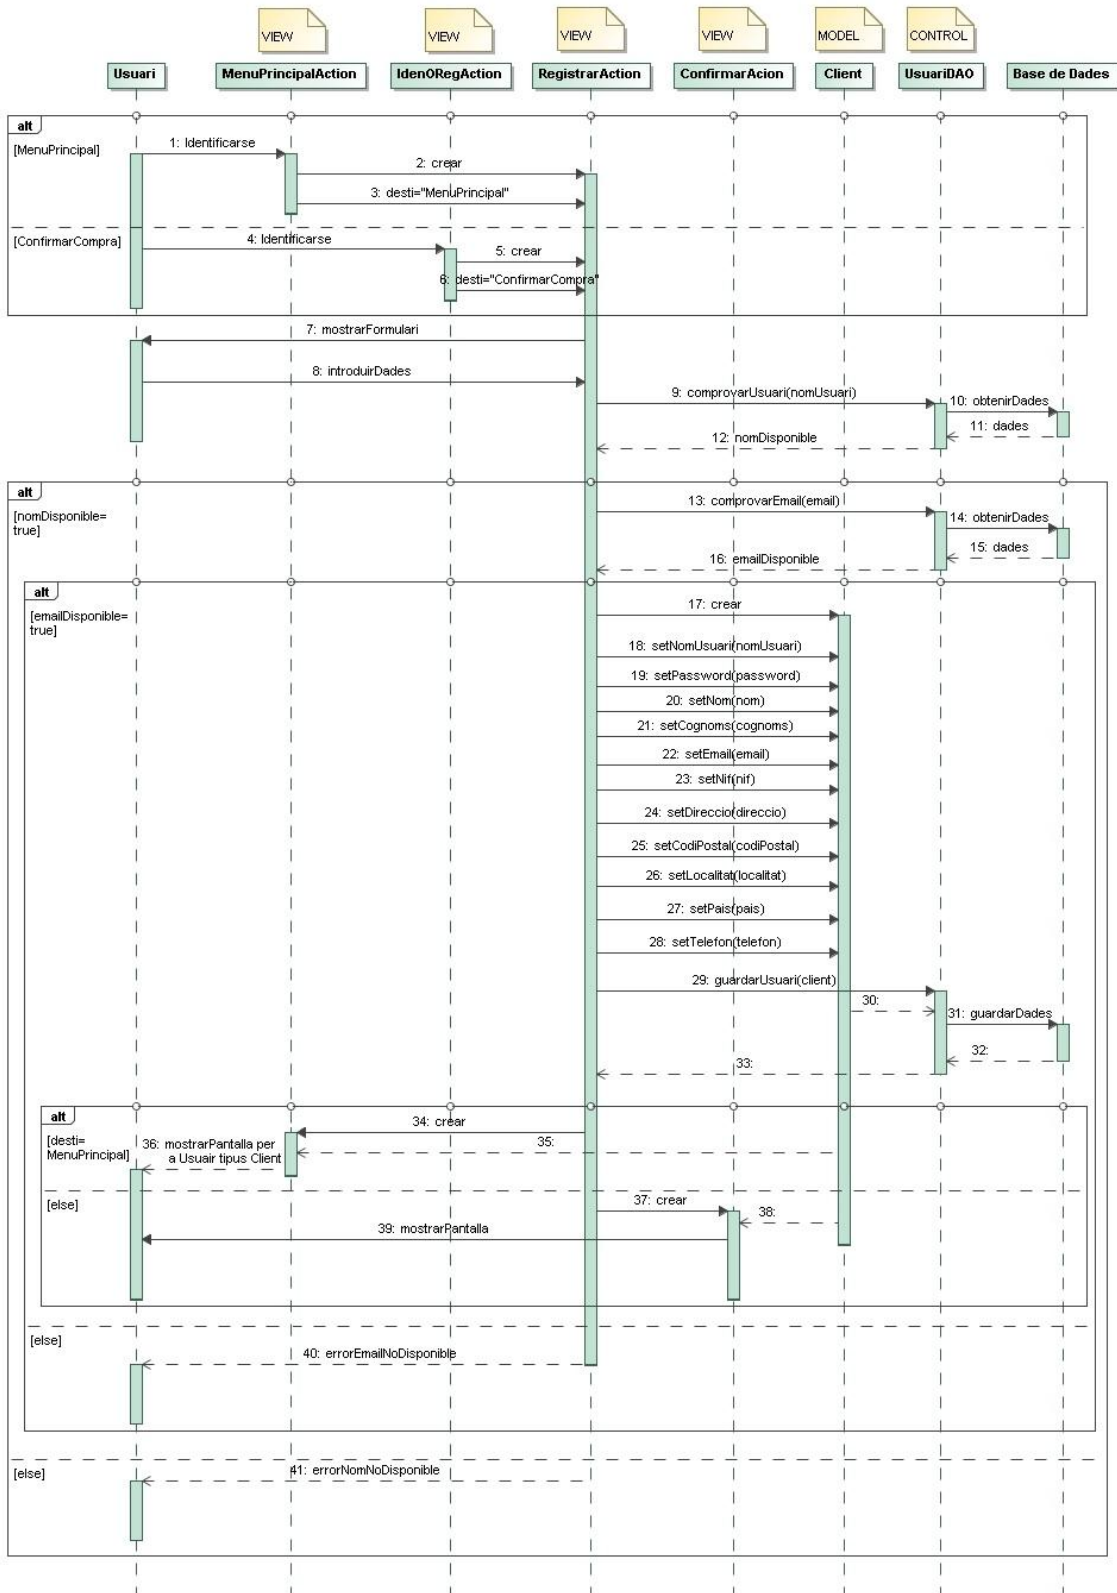 VIEW
VIEW
VIEW
VIEW
MODEL
CONTROL
Usuari
MenuPrincipalAction
IdenORegAction
RegistrarAction
ConfirmarAcion
Client
UsuariDAO
Base de Dades
alt
[MenuPrincipal]
1: Identificarse
2: crear
3: desti="MenuPrincipal"
[ConfirmarCompra]
4: Identificarse
5: crear
6: desti="ConfirmarCompra"
7: mostrarFormulari
8: introduirDades
9: comprovarUsuari(nomUsuari)
10: obtenirDades
11: dades
12: nomDisponible
alt
[nomDisponible=
true]
13: comprovarEmail(email)
14: obtenirDades
15: dades
16: emailDisponible
alt
[emailDisponible=
true]
17: crear
18: setNomUsuari(nomUsuari)
19: setPassword(password)
20: setNom(nom)
21: setCognoms(cognoms)
22: setEmail(email)
23: setNif(nif)
24: setDireccio(direccio)
25: setCodiPostal(codiPostal)
26: setLocalitat(localitat)
27: setPais(pais)
28: setTelefon(telefon)
29: guardarUsuari(client)
30:
31: guardarDades
32:
33:
alt
[desti=
MenuPrincipal]
34: crear
35:
36: mostrarPantalla per
a Usuair tipus Client
[else]
37: crear
38:
39: mostrarPantalla
[else]
40: errorEmailNoDisponible
[else]
41: errorNomNoDisponible